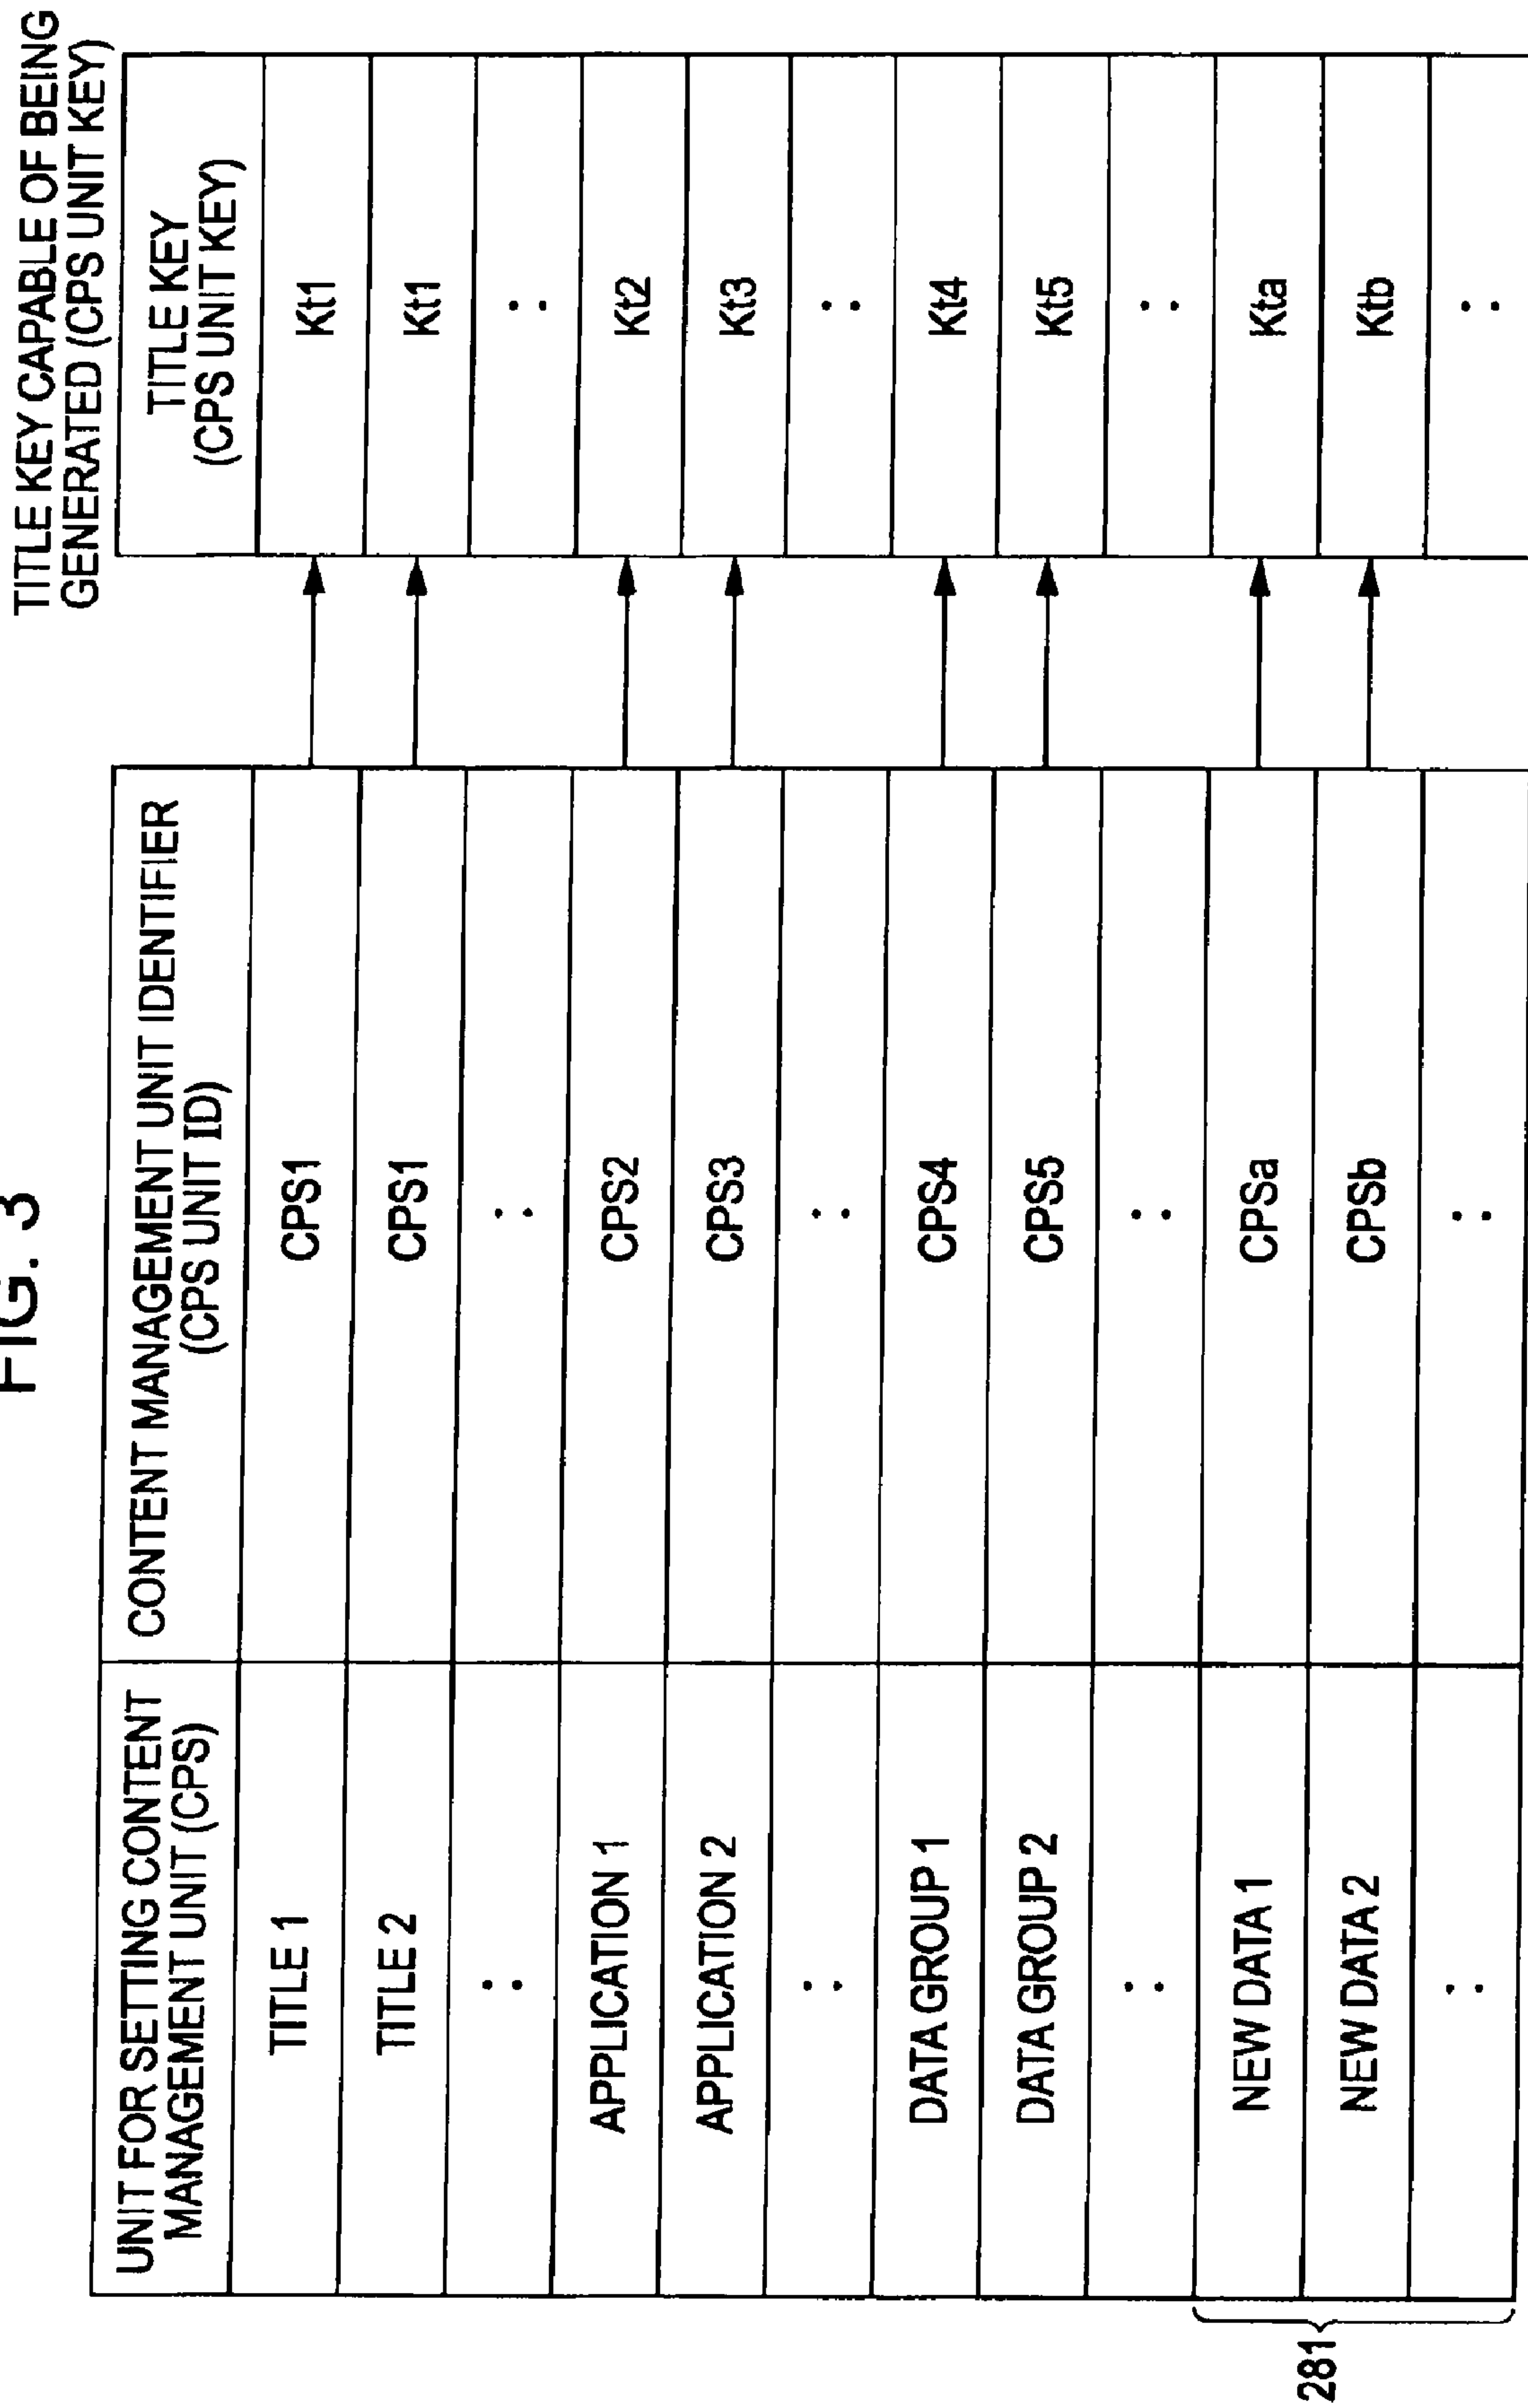 FIG. 3
TITLE KEY CAPABLE OF BEING
GENERATED (CPS UNIT KEY)
UNIT FOR SETTING CONTENT
MANAGEMENT UNIT (CPS)
CONTENT MANAGEMENT UNIT IDENTIFIER
(CPS UNIT ID)
TITLE KEY
(CPS UNIT KEY)
TITLE 1 CPS1 Kt1
TITLE 2 CPS1 Kt1
: : :
APPLICATION 1 CPS2 Kt2
APPLICATION 2 CPS3 Kt3
: : :
DATA GROUP 1 CPS4 Kt4
DATA GROUP 2 CPS5 Kt5
: : :
NEW DATA 1 CPSa Kta
NEW DATA 2 CPSb Ktb
: : :
281